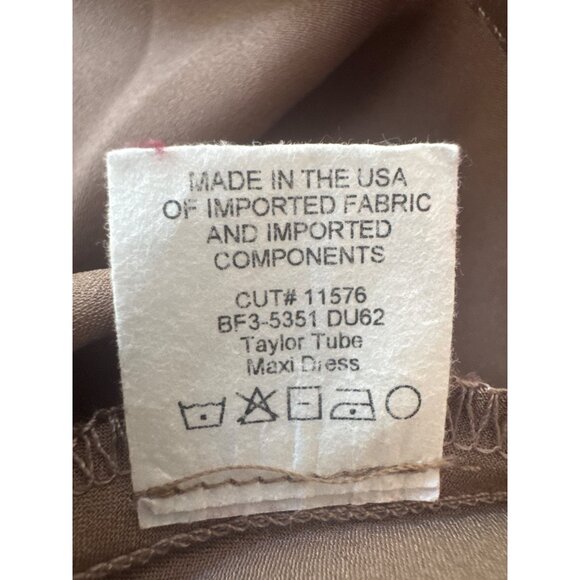 MADE IN THE USA
OF IMPORTED FABRIC
AND IMPORTED
COMPONENTS
CUT# 11576
BF3-5351 DU62
Taylor Tube
Maxi Dress